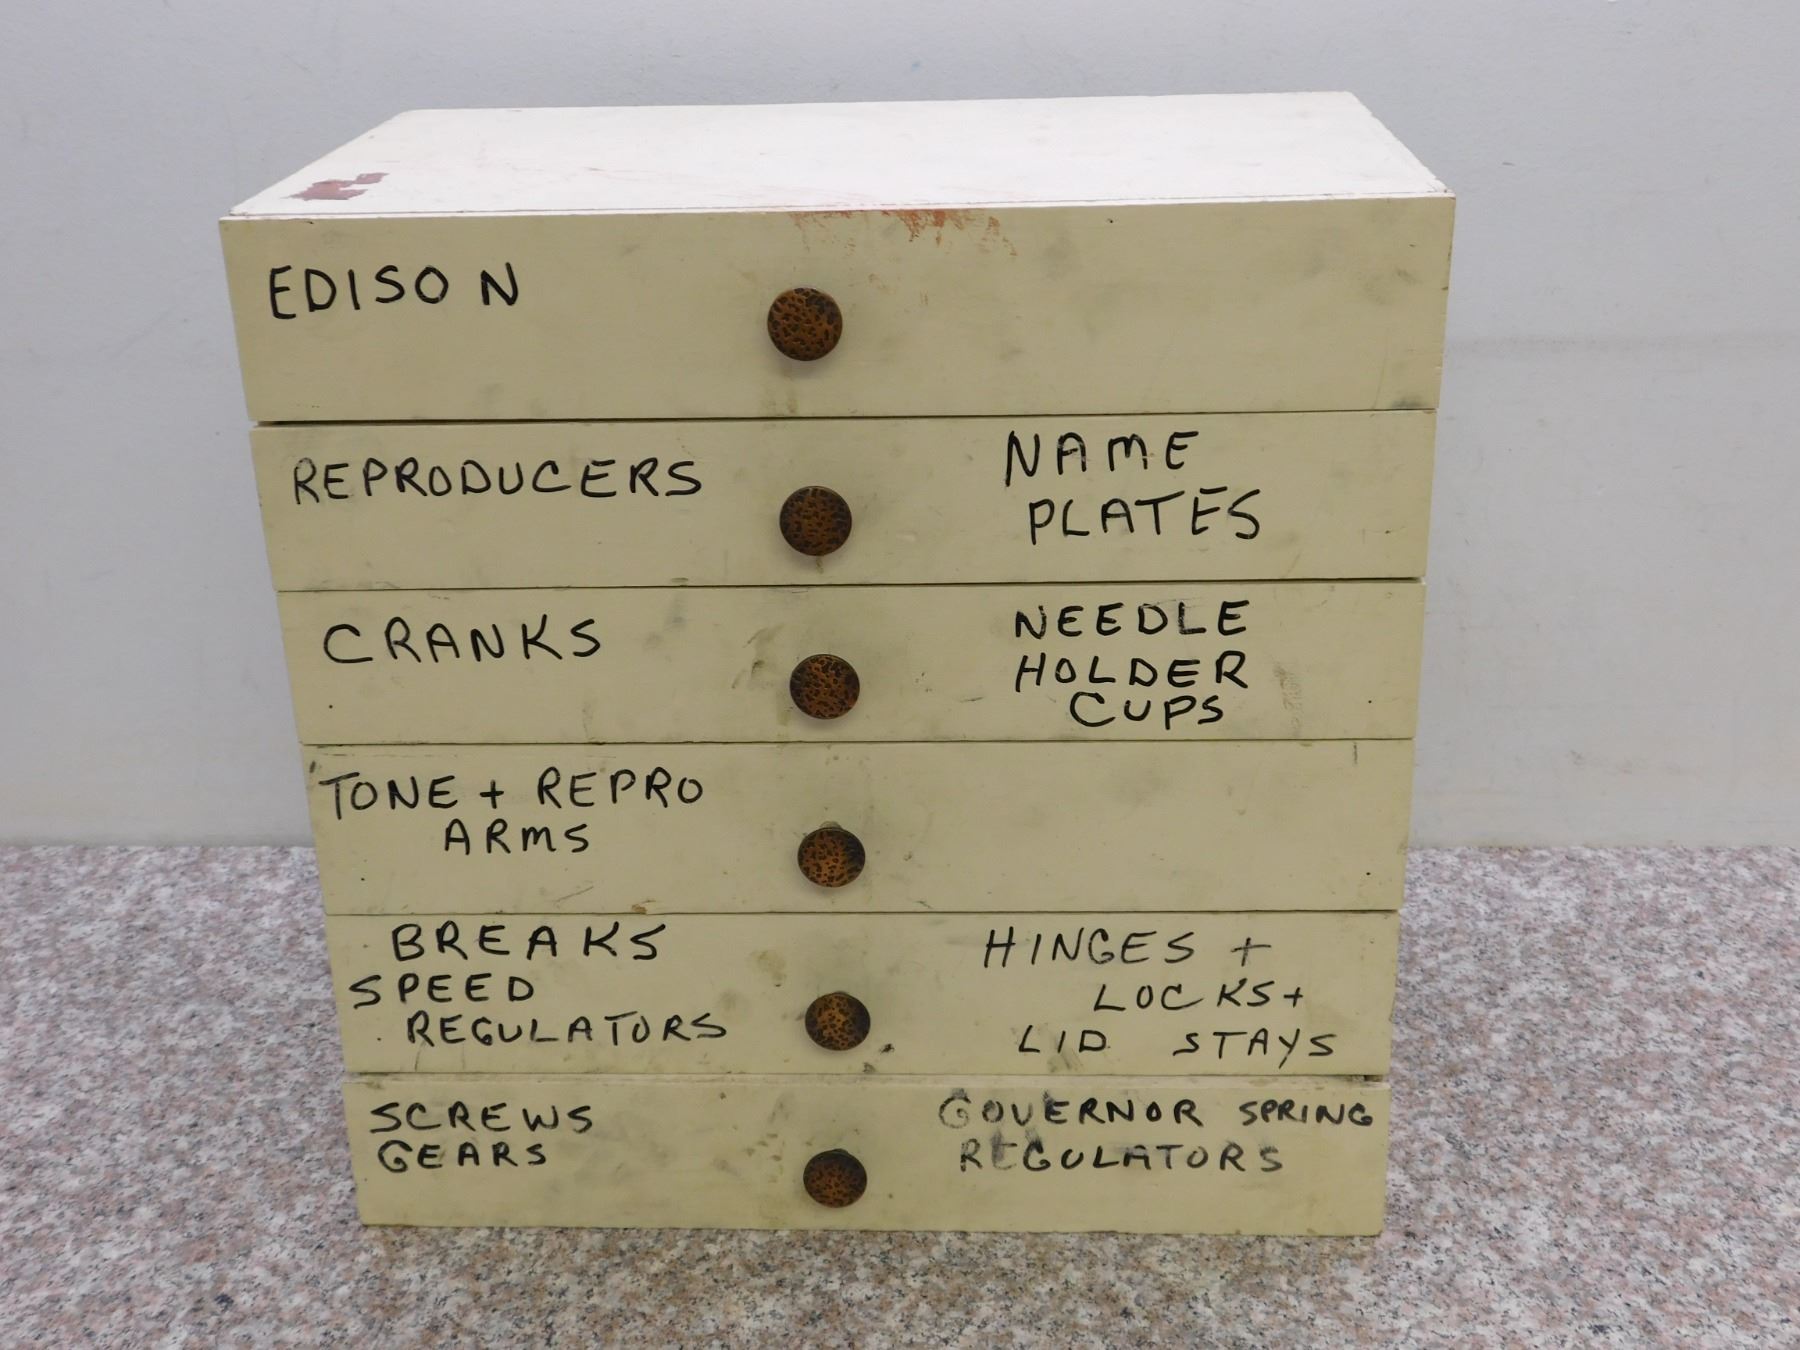 EDISON
REPRODUCERS
NAME
PLATES
CRANKS
NEEDLE
HOLDER
CUPS
TONE + REPRO
ARMS
BREAKS
SPEED
REGULATORS
HINGES +
LOCKS +
LID STAYS
SCREWS
GEARS
GOVERNOR SPRING
REGULATORS